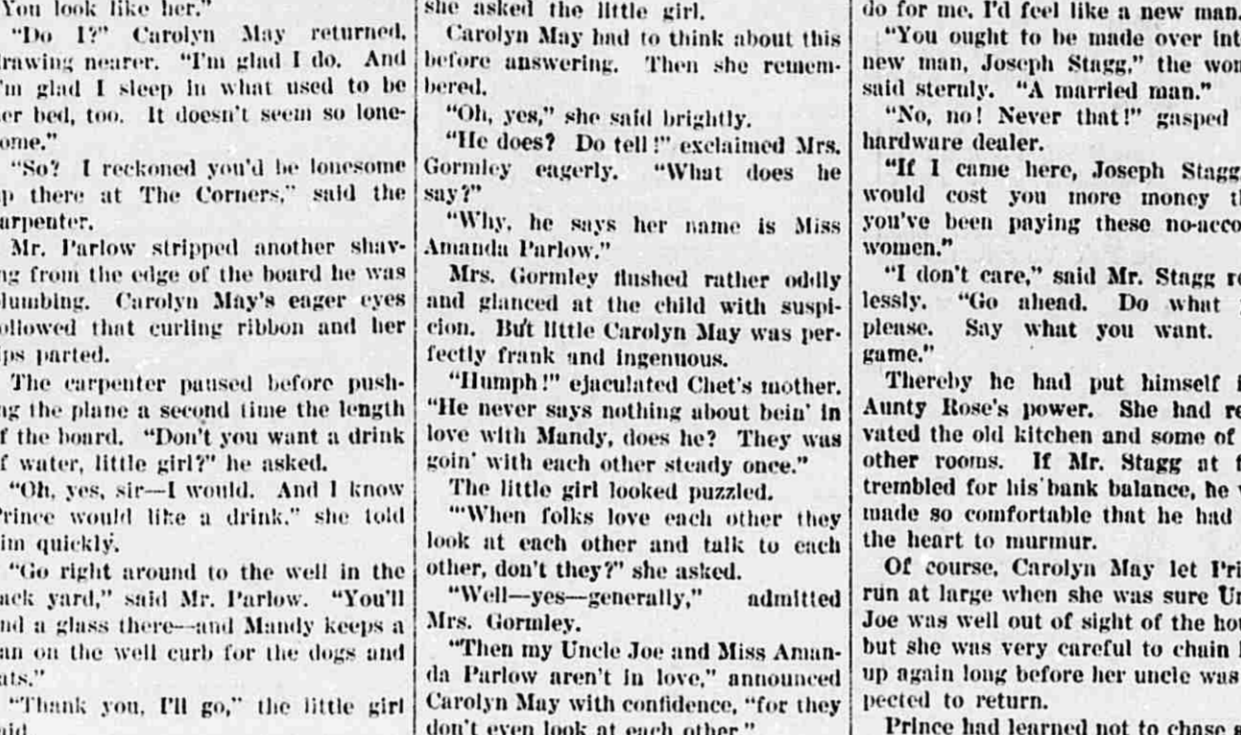 You look like her."
"Do I?" Carolyn May returned,
drawing nearer. "I'm glad I do. And
I'm glad I sleep in what used to be
her bed, too. It doesn't seem so lone-
some."
"So? I reckoned you'd be lonesome
up there at The Corners," said the
carpenter.
Mr. Parlow stripped another shav-
ing from the edge of the board he was
plumbing. Carolyn May's eager eyes
followed that curling ribbon and her
lips parted.
The carpenter paused before push-
ing the plane a second time the length
of the board. "Don't you want a drink
of water, little girl?" he asked.
"Oh, yes, sir—I would. And I know
Prince would like a drink," she told
him quickly.
"Go right around to the well in the
back yard," said Mr. Parlow. "You'll
find a glass there—and Mandy keeps a
pan on the well curb for the dogs and
cats."
"Thank you, I'll go," the little girl
said.
she asked the little girl.
Carolyn May had to think about this
before answering. Then she remem-
bered.
"Oh, yes," she said brightly.
"He does? Do tell!" exclaimed Mrs.
Gormley eagerly. "What does he
say?"
"Why, he says her name is Miss
Amanda Parlow."
Mrs. Gormley flushed rather oddly
and glanced at the child with suspi-
cion. But little Carolyn May was per-
fectly frank and ingenuous.
"Humph!" ejaculated Chet's mother.
"He never says nothing about bein' in
love with Mandy, does he? They was
goin' with each other steady once."
The little girl looked puzzled.
"'When folks love each other they
look at each other and talk to each
other, don't they?" she asked.
"Well—yes—generally," admitted
Mrs. Gormley.
"Then my Uncle Joe and Miss Aman-
da Parlow aren't in love," announced
Carolyn May with confidence, "for they
don't even look at each other."
do for me. I'd feel like a new man.
"You ought to be made over int
new man, Joseph Stagg," the wom
said sternly. "A married man."
"No, no! Never that!" gasped
hardware dealer.
"If I came here, Joseph Stagg
would cost you more money th
you've been paying these no-acco
women."
"I don't care," said Mr. Stagg re
lessly. "Go ahead. Do what y
please. Say what you want.
game."
Thereby he had put himself i
Aunty Rose's power. She had re
vated the old kitchen and some of
other rooms. If Mr. Stagg at f
trembled for his bank balance, he w
made so comfortable that he had
the heart to murmur.
Of course, Carolyn May let Pri
run at large when she was sure Un
Joe was well out of sight of the hou
but she was very careful to chain h
up again long before her uncle was
pected to return.
Prince had learned not to chase a